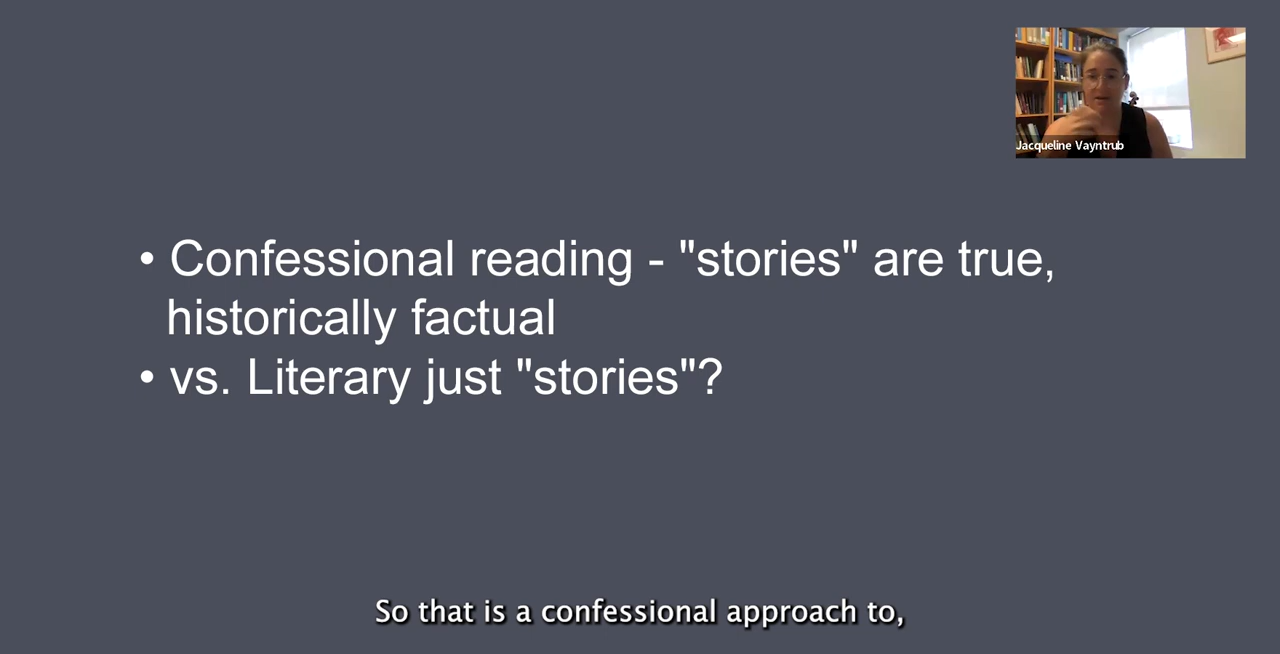 Jacqueline Vayntrub
• Confessional reading - "stories" are true,
historically factual
• vs. Literary just "stories"?
So that is a confessional approach to,